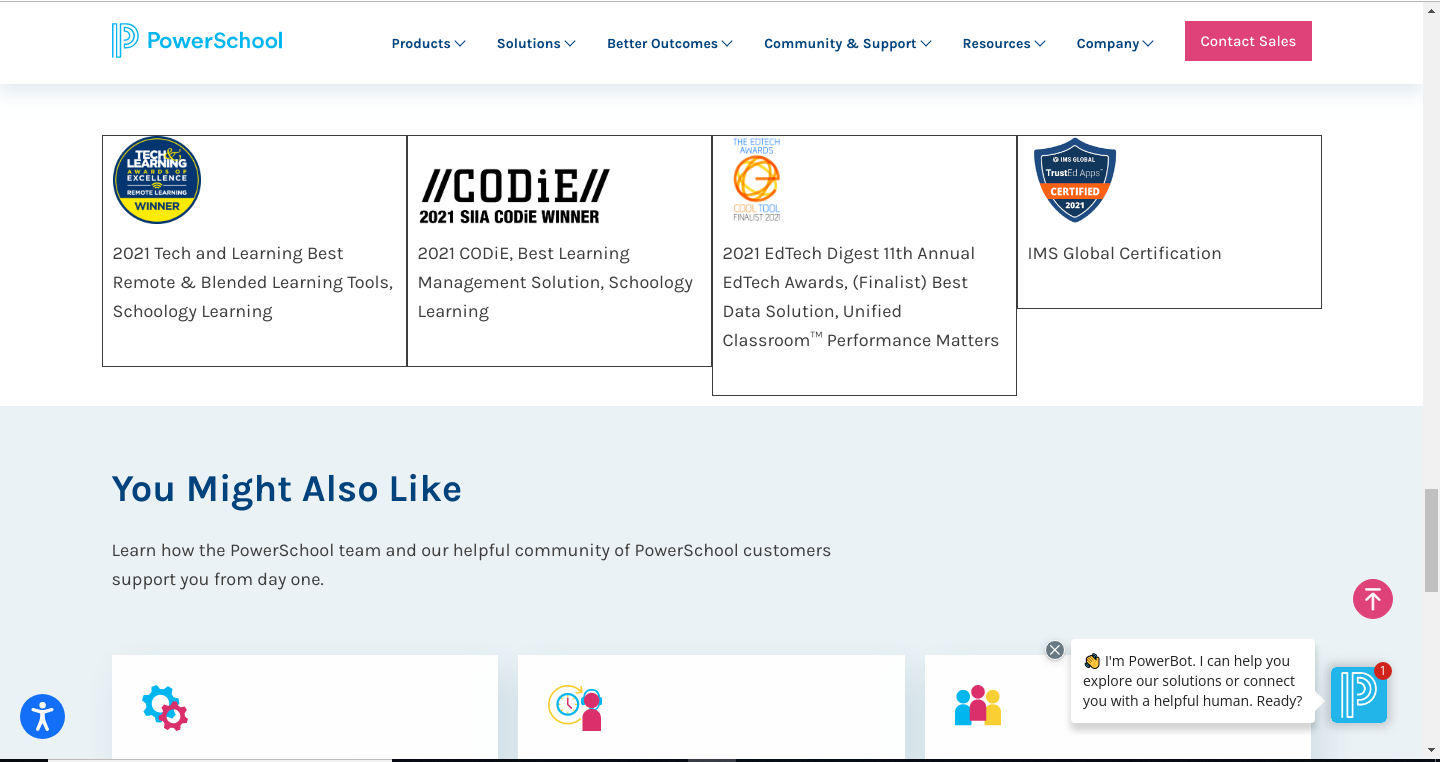 PowerSchool
Products
Solutions
Better Outcomes
Community & Support
Resources
Company
Contact Sales
TECH &
LEARNING
AWARDS OF
EXCELLENCE
REMOTE LEARNING
WINNER
2021 Tech and Learning Best
Remote & Blended Learning Tools,
Schoology Learning
//CODiE//
2021 SIIA CODiE WINNER
2021 CODiE, Best Learning
Management Solution, Schoology
Learning
THE EDTECH
AWARDS
COOL TOOL
FINALIST 2021
2021 EdTech Digest 11th Annual
EdTech Awards, (Finalist) Best
Data Solution, Unified
Classroom™ Performance Matters
IMS GLOBAL
TrustEd Apps™
CERTIFIED
2021
IMS Global Certification
You Might Also Like
Learn how the PowerSchool team and our helpful community of PowerSchool customers
support you from day one.
👏 I'm PowerBot. I can help you
explore our solutions or connect
you with a helpful human. Ready?
1